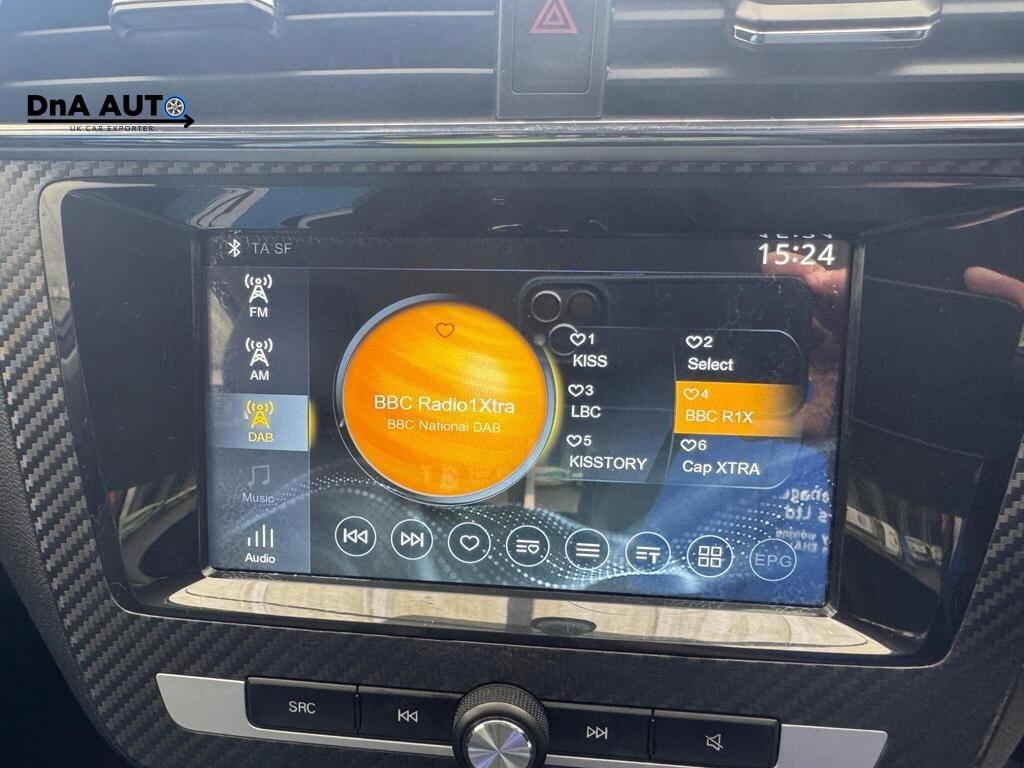 DnA AUTO
UK CAR EXPORTER
TA SF
15:24
FM
AM
DAB
Music
Audio
BBC Radio1Xtra
BBC National DAB
1
KISS
2
Select
3
LBC
4
BBC R1X
5
KISSTORY
6
Cap XTRA
EPG
SRC